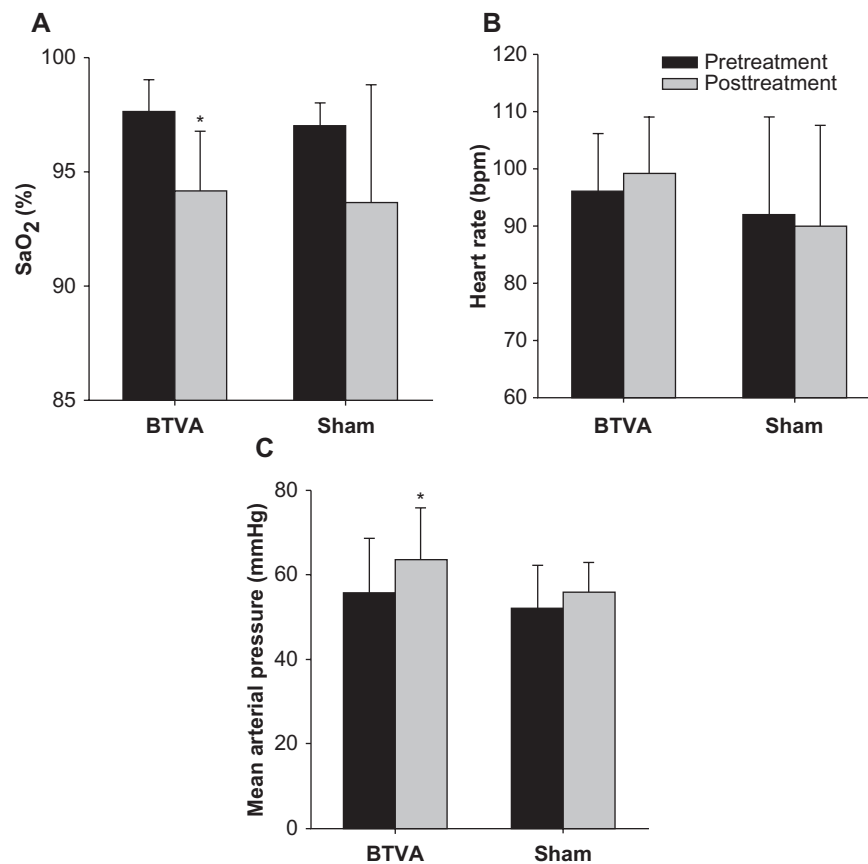 A
100
95
90
85
SaO2 (%)
*
BTVA
Sham
B
120
110
100
90
80
70
60
Heart rate (bpm)
Pretreatment
Posttreatment
BTVA
Sham
C
80
60
40
20
0
Mean arterial pressure (mmHg)
*
BTVA
Sham